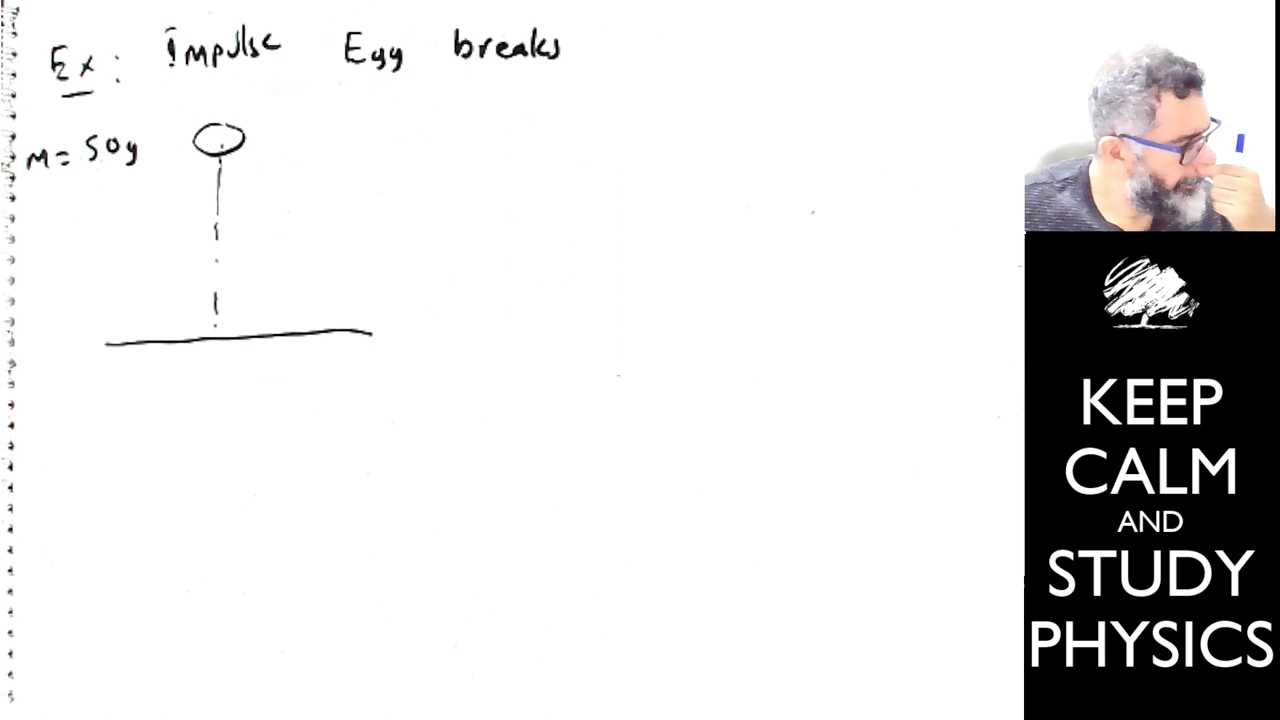 Ex: Impulse Egg breaks
m = 50g
KEEP
CALM
AND
STUDY
PHYSICS